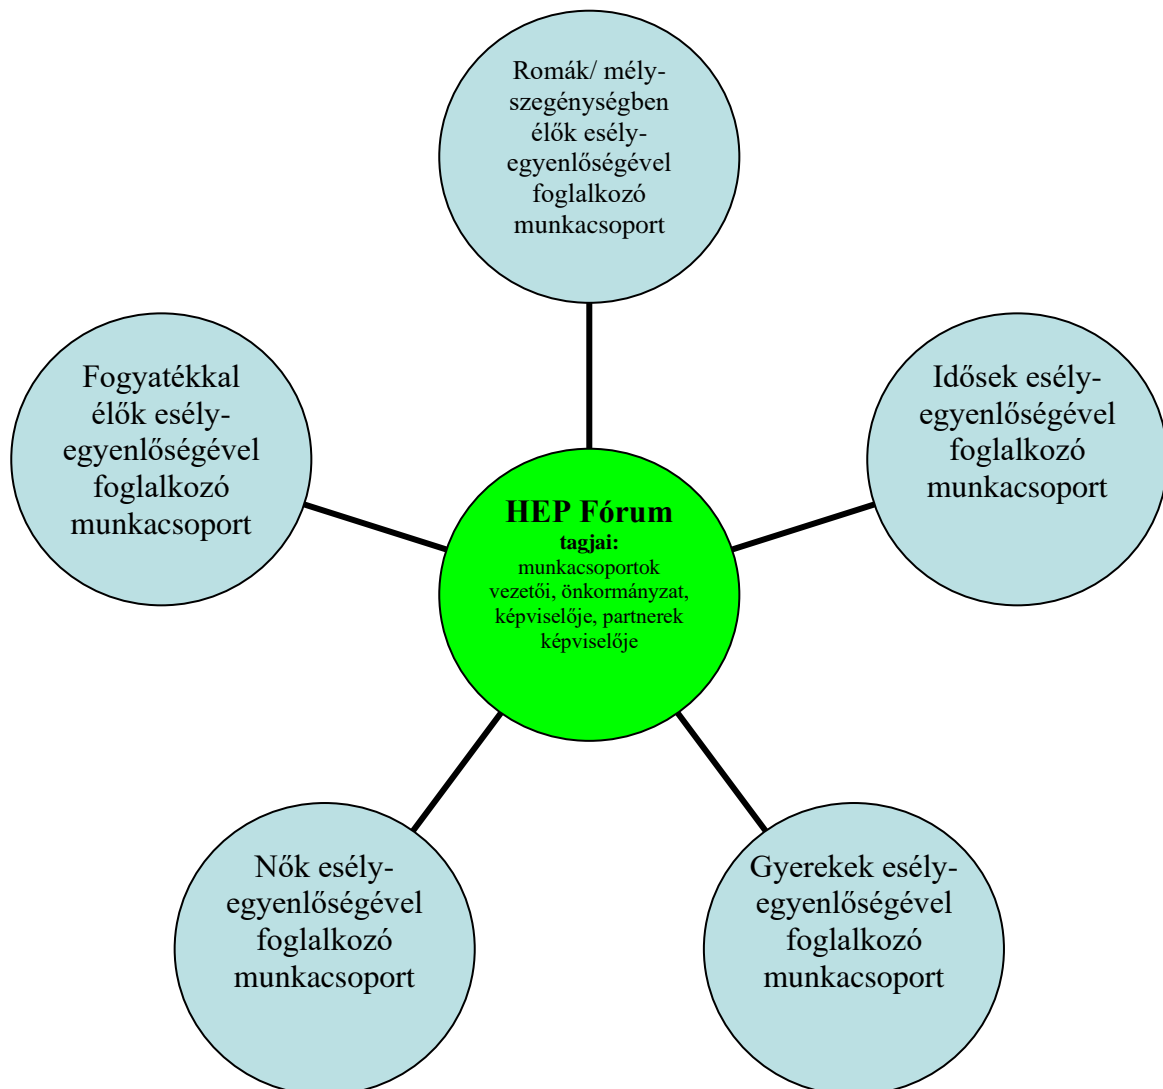 Romák/ mély-
szegénységben
élők esély-
egyenlőségével
foglalkozó
munkacsoport
Fogyatékkal
élők esély-
egyenlőségével
foglalkozó
munkacsoport
Idősek esély-
egyenlőségével
foglalkozó
munkacsoport
HEP Fórum
tagjai:
munkacsoportok
vezetői, önkormányzat,
képviselője, partnerek
képviselője
Nők esély-
egyenlőségével
foglalkozó
munkacsoport
Gyerekek esély-
egyenlőségével
foglalkozó
munkacsoport